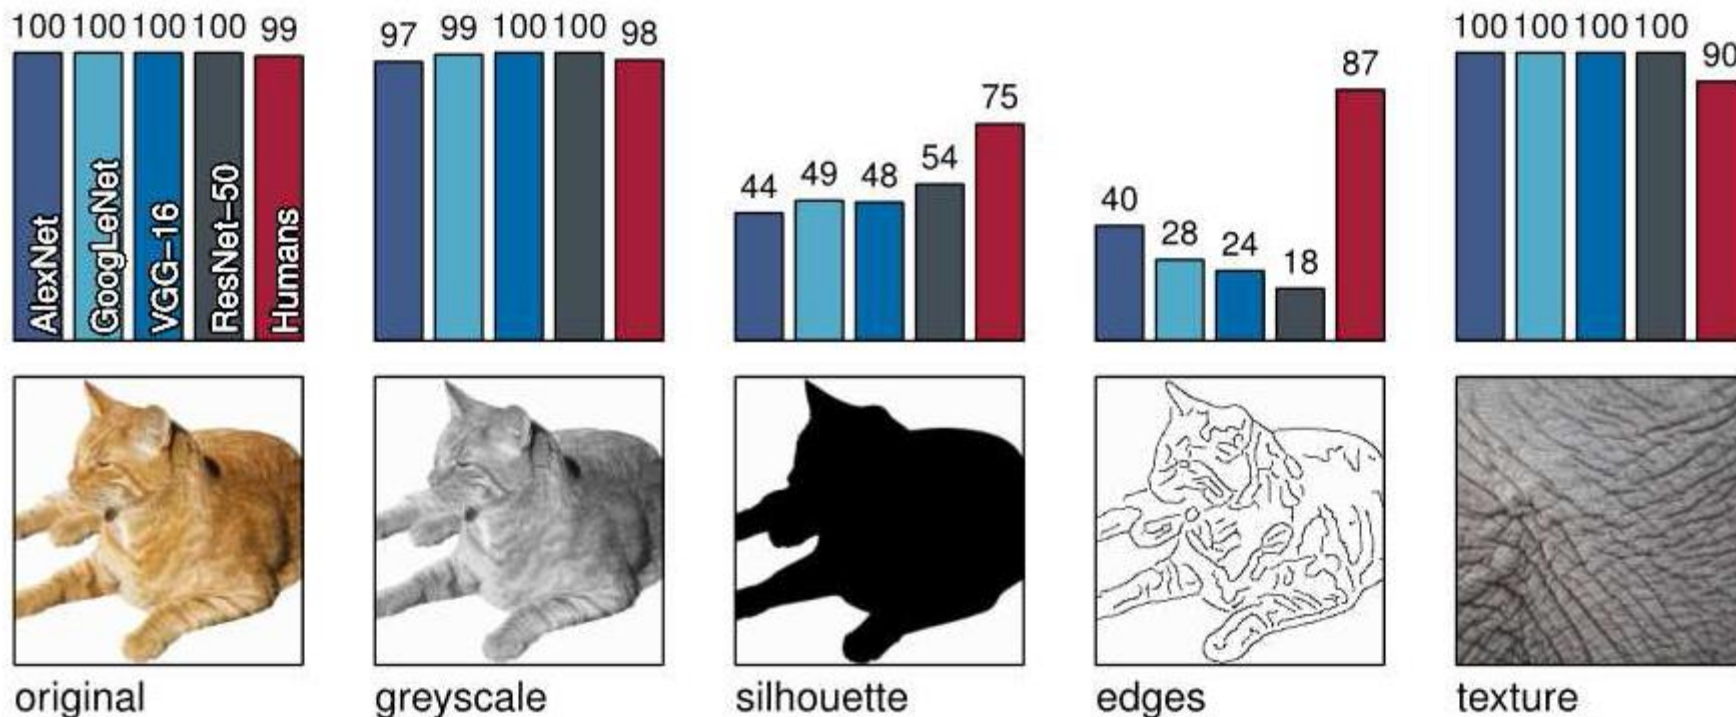 100 100 100 100 99
97 99 100 100 98
44 49 48 54 75
40 28 24 18 87
100 100 100 100 90
AlexNet
GoogLeNet
VGG-16
ResNet-50
Humans
original
greyscale
silhouette
edges
texture